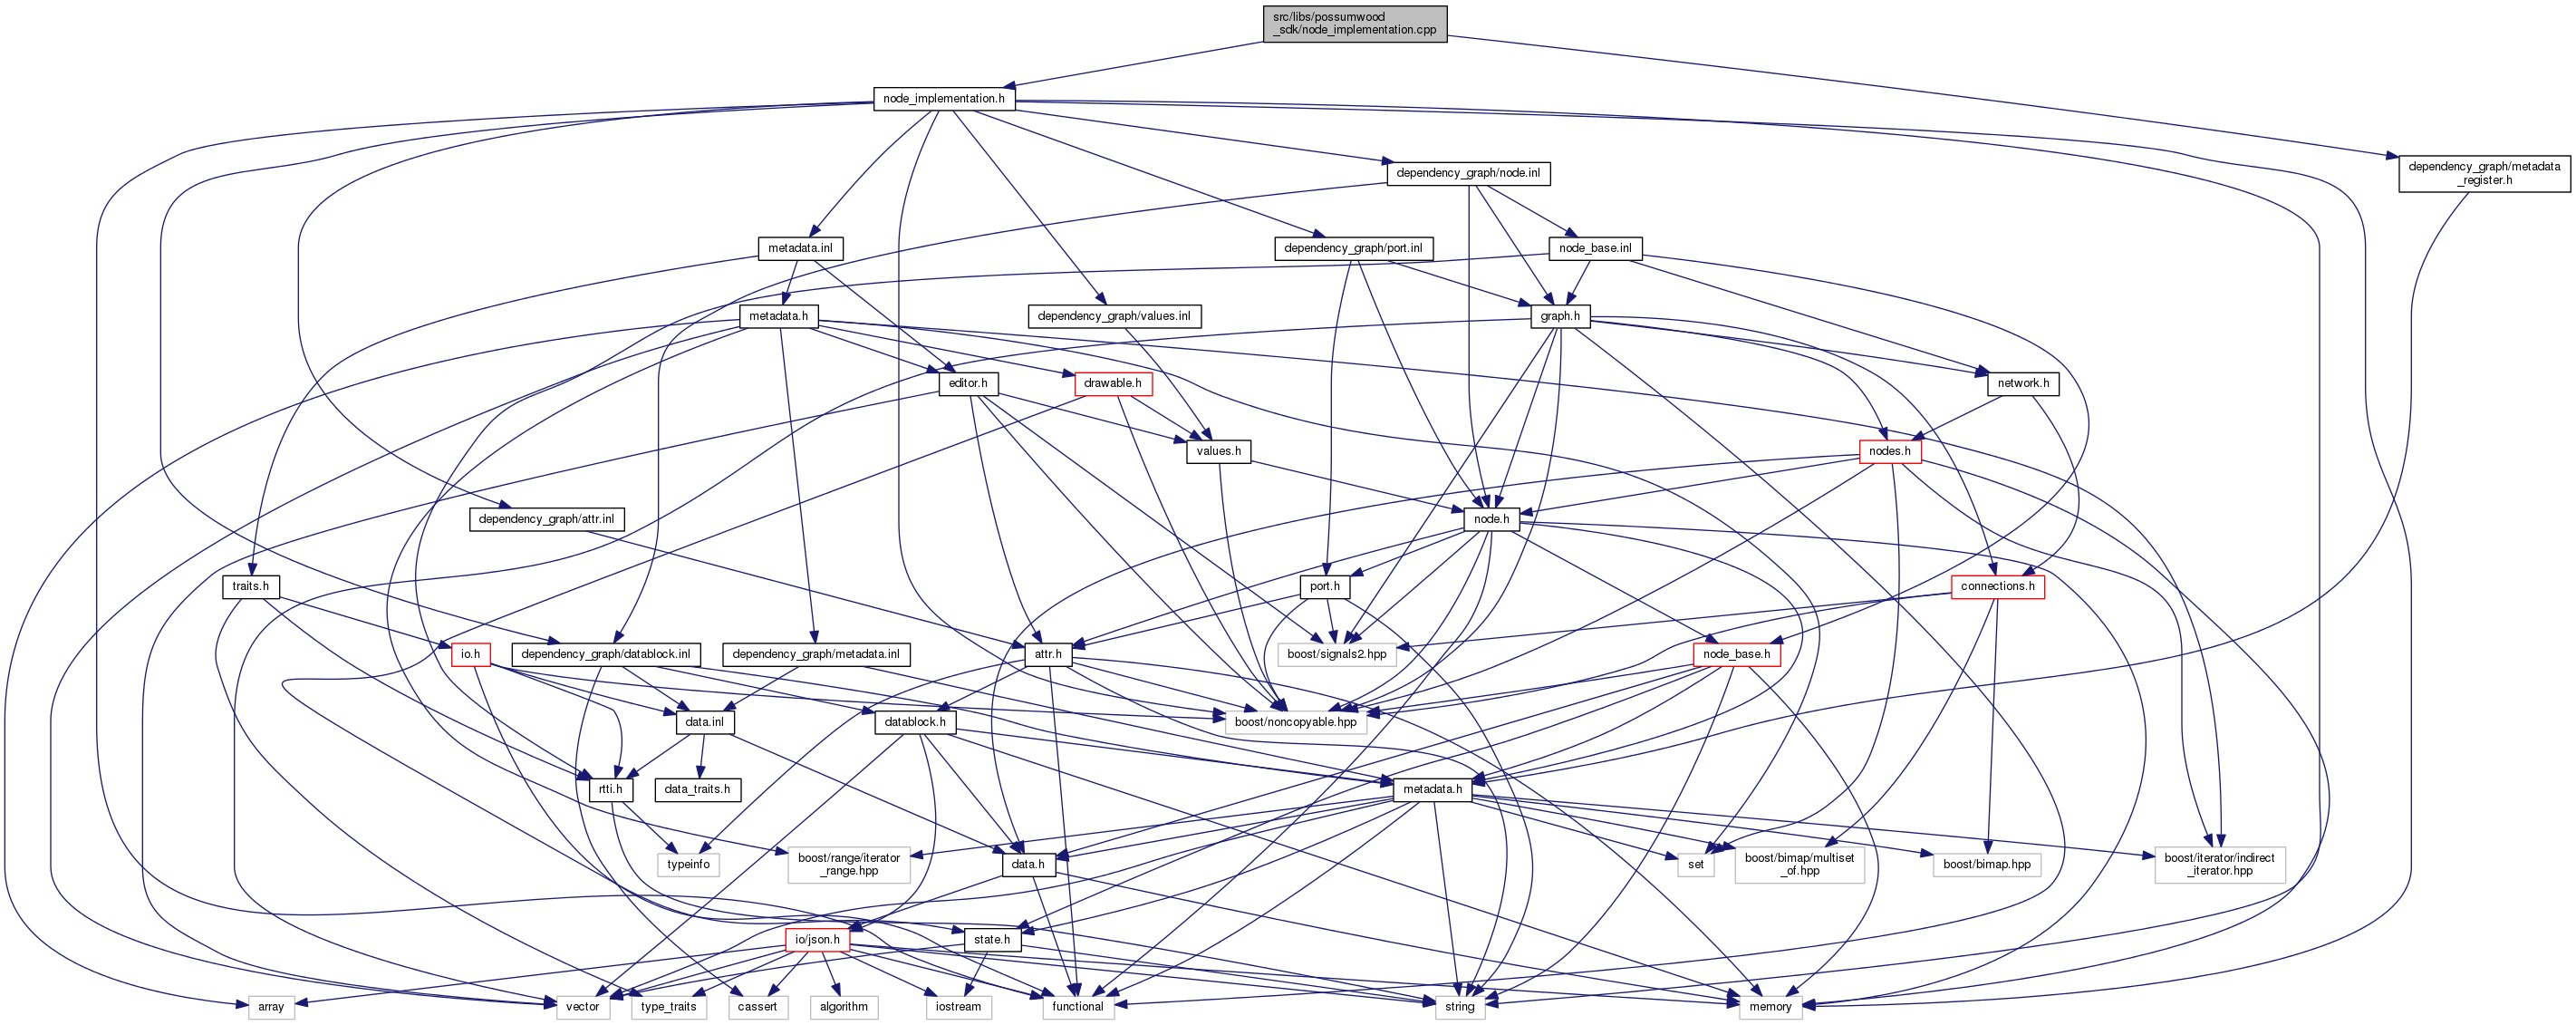 src/libs/possumwood
_sdk/node_implementation.cpp
node_implementation.h
dependency_graph/node.inl
dependency_graph/metadata
_register.h
metadata.inl
dependency_graph/port.inl
node_base.inl
metadata.h
dependency_graph/values.inl
graph.h
editor.h
drawable.h
network.h
values.h
nodes.h
dependency_graph/attr.inl
node.h
traits.h
port.h
connections.h
io.h
dependency_graph/datablock.inl
dependency_graph/metadata.inl
attr.h
boost/signals2.hpp
node_base.h
data.inl
datablock.h
boost/noncopyable.hpp
rtti.h
data_traits.h
metadata.h
typeinfo
boost/range/iterator
_range.hpp
data.h
set
boost/bimap/multiset
_of.hpp
boost/bimap.hpp
boost/iterator/indirect
_iterator.hpp
io/json.h
state.h
array
vector
type_traits
cassert
algorithm
iostream
functional
string
memory